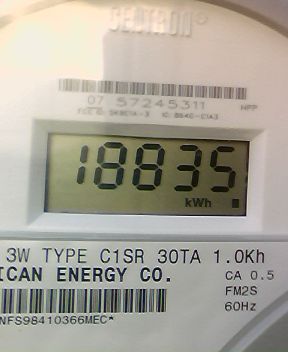 CENTRON®
07 57245311
18835
kWh
3W TYPE C1SR 30TA 1.0Kh
ICAN ENERGY CO.
CA 0.5
FM2S
60Hz
NFS98410366MEC*